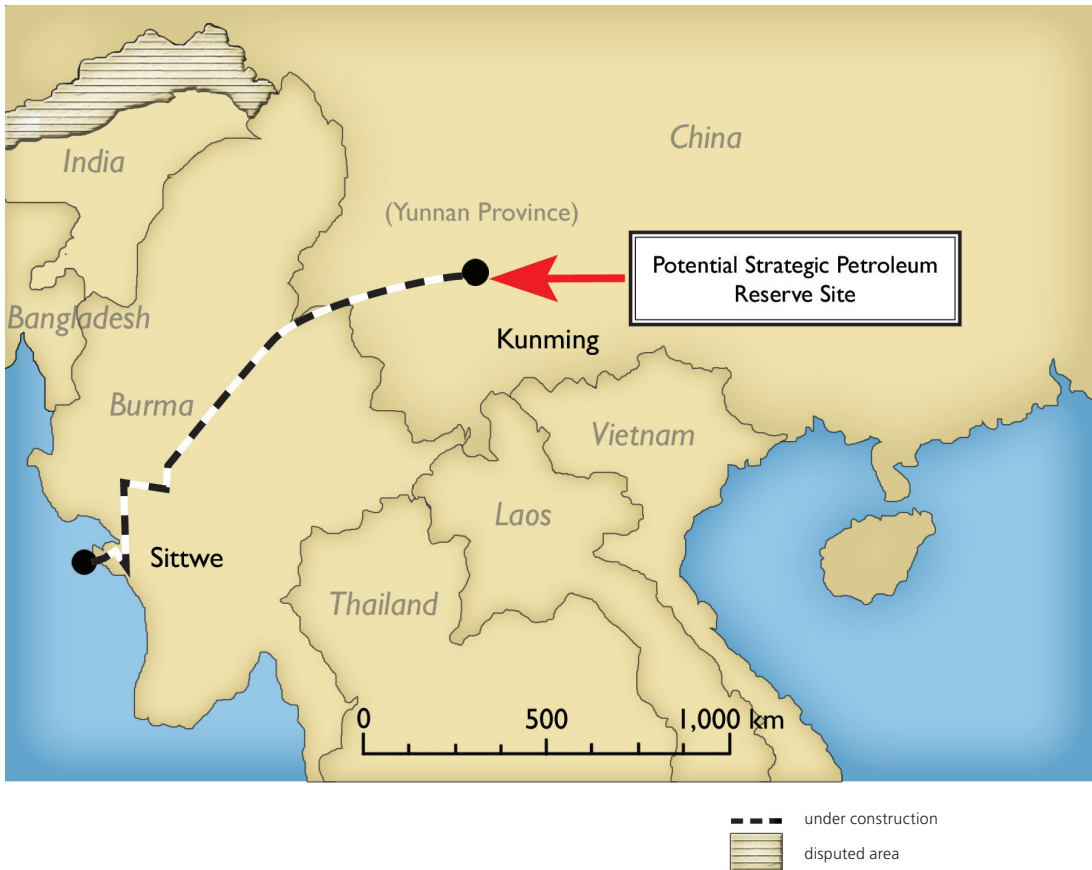 China
India
(Yunnan Province)
Potential Strategic Petroleum
Reserve Site
Bangladesh
Kunming
Burma
Vietnam
Laos
Sittwe
Thailand
0 500 1,000 km
under construction
disputed area